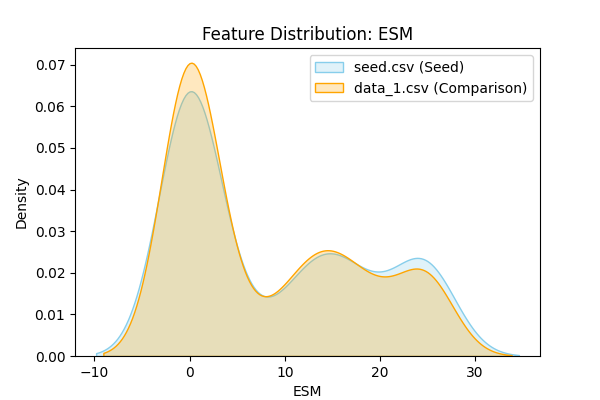 Feature Distribution: ESM
seed.csv (Seed)
data_1.csv (Comparison)
0.07
0.06
0.05
0.04
0.03
0.02
0.01
0.00
Density
−10
0
10
20
30
ESM